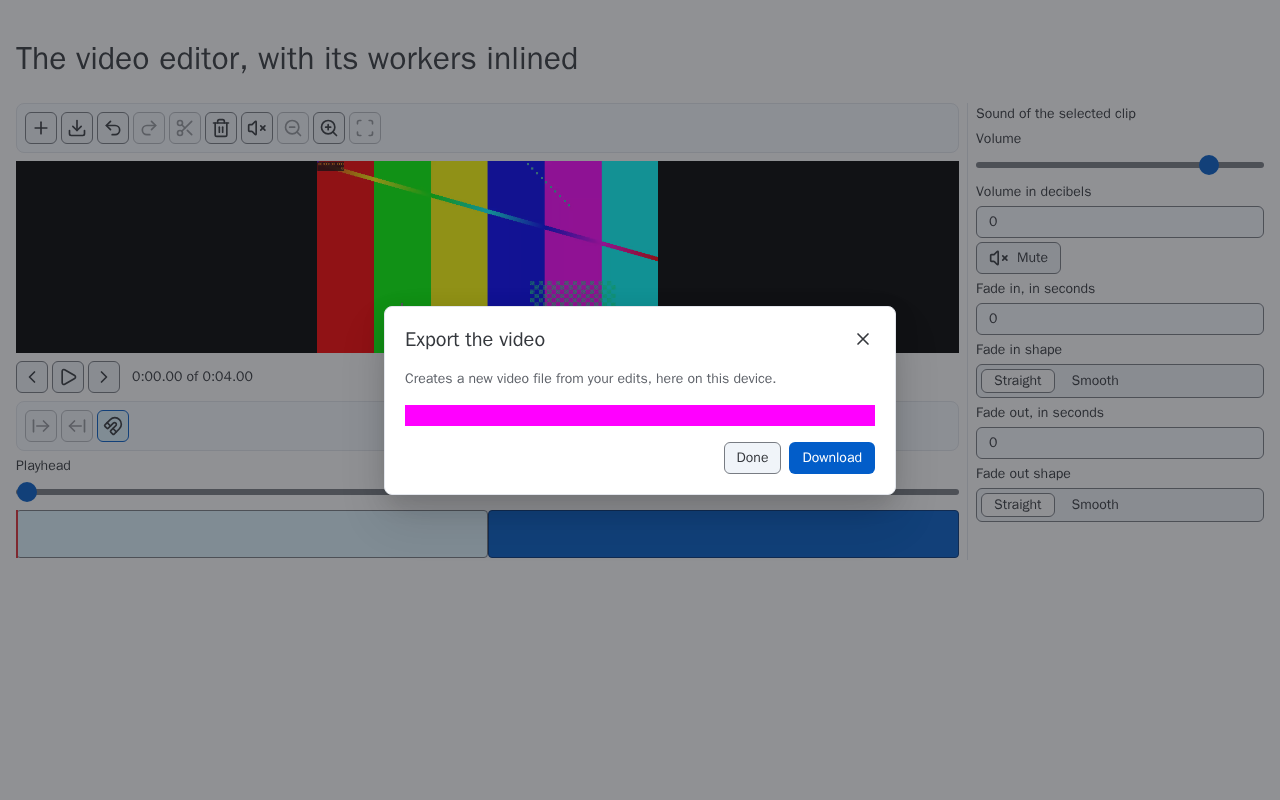 The video editor, with its workers inlined
Sound of the selected clip
Volume
Volume in decibels
0
Mute
Fade in, in seconds
0
Fade in shape
Straight Smooth
Fade out, in seconds
0
Fade out shape
Straight Smooth
Export the video
Creates a new video file from your edits, here on this device.
Done Download
0:00.00 of 0:04.00
Playhead